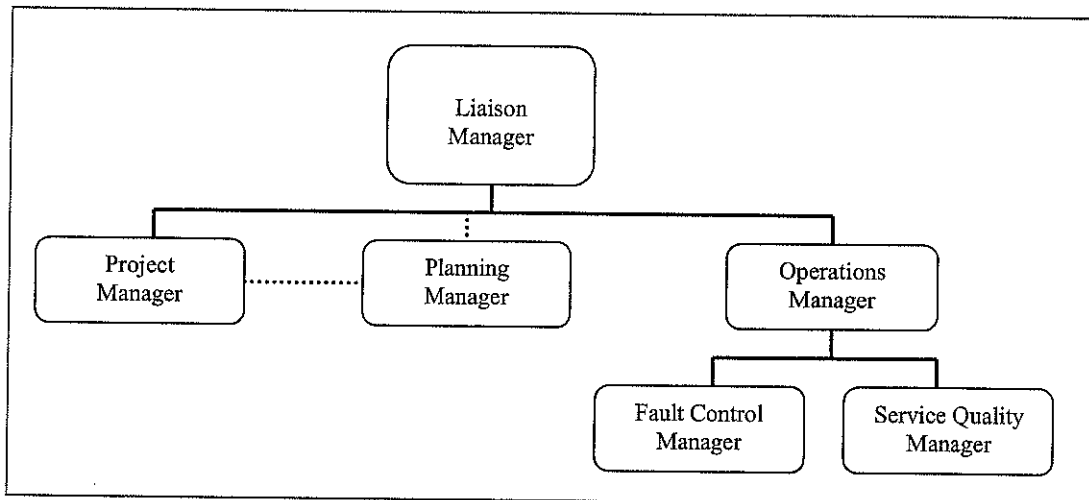 Liaison
Manager
Project
Manager
Planning
Manager
Operations
Manager
Fault Control
Manager
Service Quality
Manager